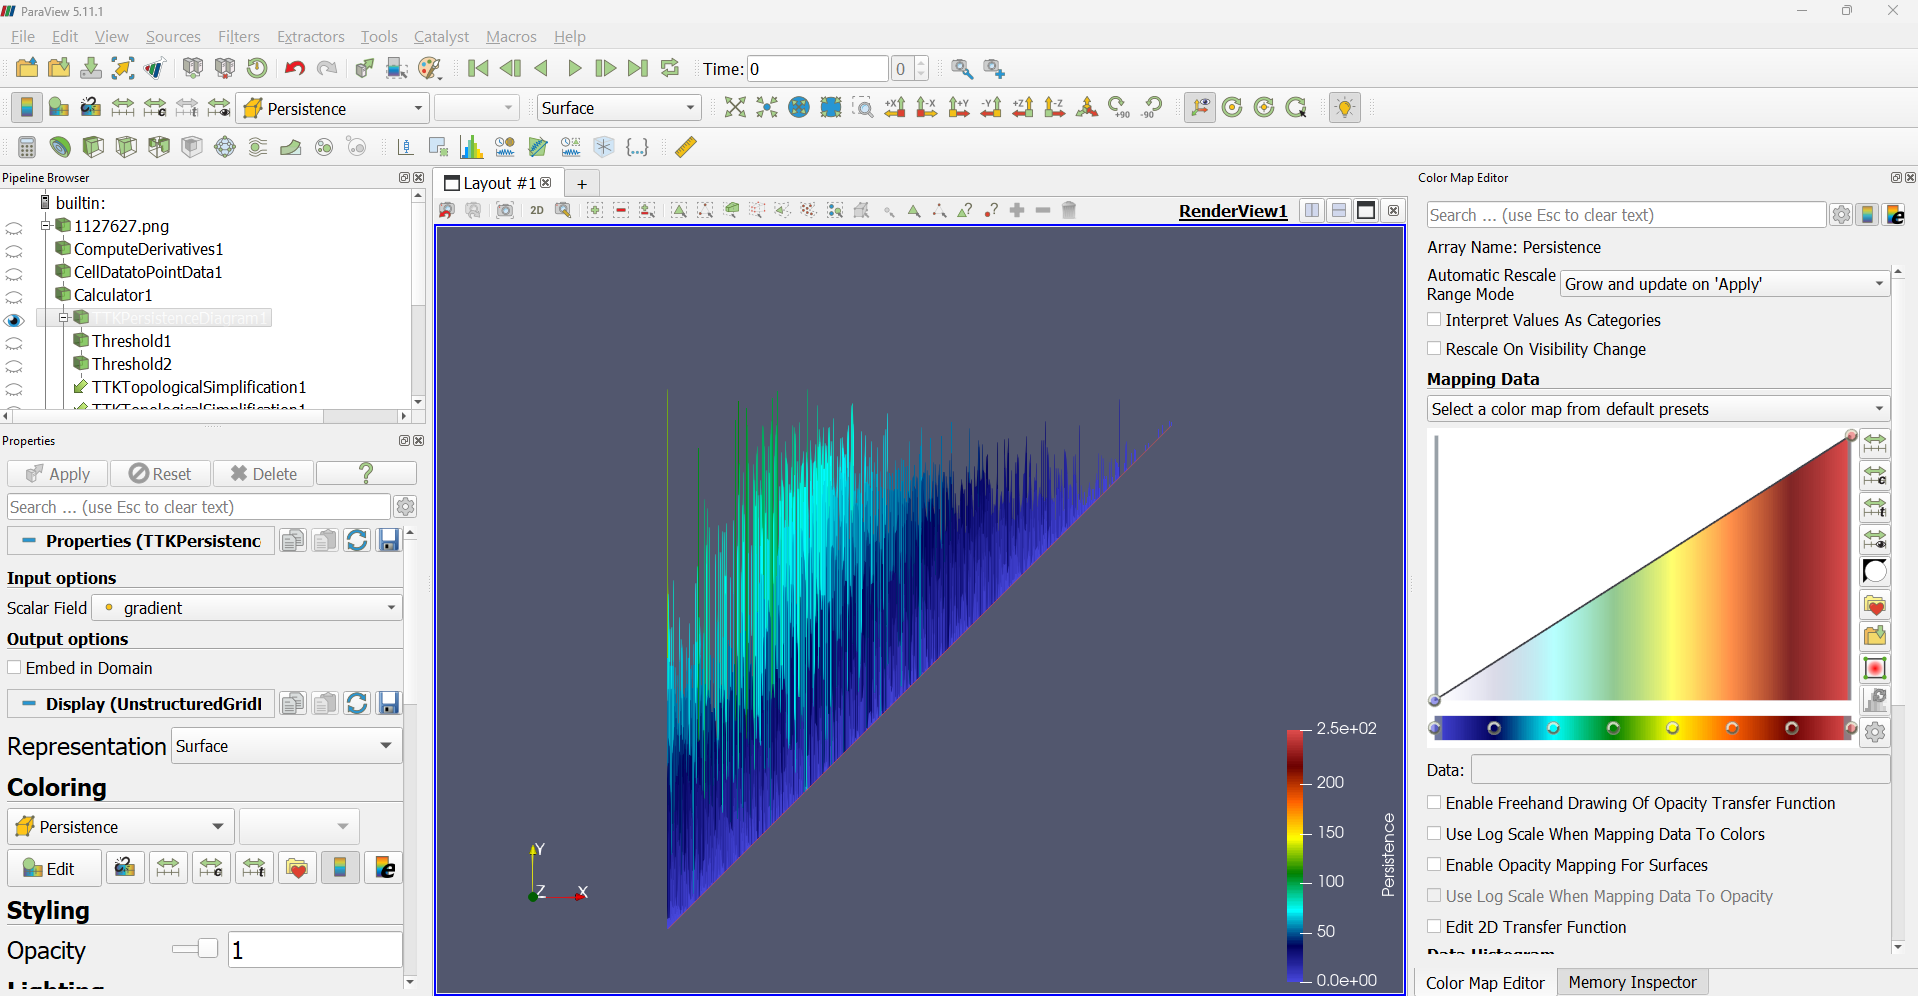 ParaView 5.11.1
File Edit View Sources Filters Extractors Tools Catalyst Macros Help
Time: 0 0
Persistence Surface +X -X +Y -Y +Z -Z +90 -90
Pipeline Browser
builtin:
1127627.png
ComputeDerivatives1
CellDatatoPointData1
Calculator1
TTKPersistenceDiagram1
Threshold1
Threshold2
TTKTopologicalSimplification1
TTKTopologicalSimplification1
Properties
Apply Reset Delete ?
Search ... (use Esc to clear text)
Properties (TTKPersistenc
Input options
Scalar Field gradient
Output options
Embed in Domain
Display (UnstructuredGridI
Representation Surface
Coloring
Persistence
Edit
Styling
Opacity 1
Lighting
Layout #1 +
2D RenderView1
Y
Z X
2.5e+02
200
150
100
50
0.0e+00
Persistence
Color Map Editor
Search ... (use Esc to clear text)
Array Name: Persistence
Automatic Rescale
Range Mode Grow and update on 'Apply'
Interpret Values As Categories
Rescale On Visibility Change
Mapping Data
Select a color map from default presets
Data:
Enable Freehand Drawing Of Opacity Transfer Function
Use Log Scale When Mapping Data To Colors
Enable Opacity Mapping For Surfaces
Use Log Scale When Mapping Data To Opacity
Edit 2D Transfer Function
Data Histogram
Color Map Editor Memory Inspector